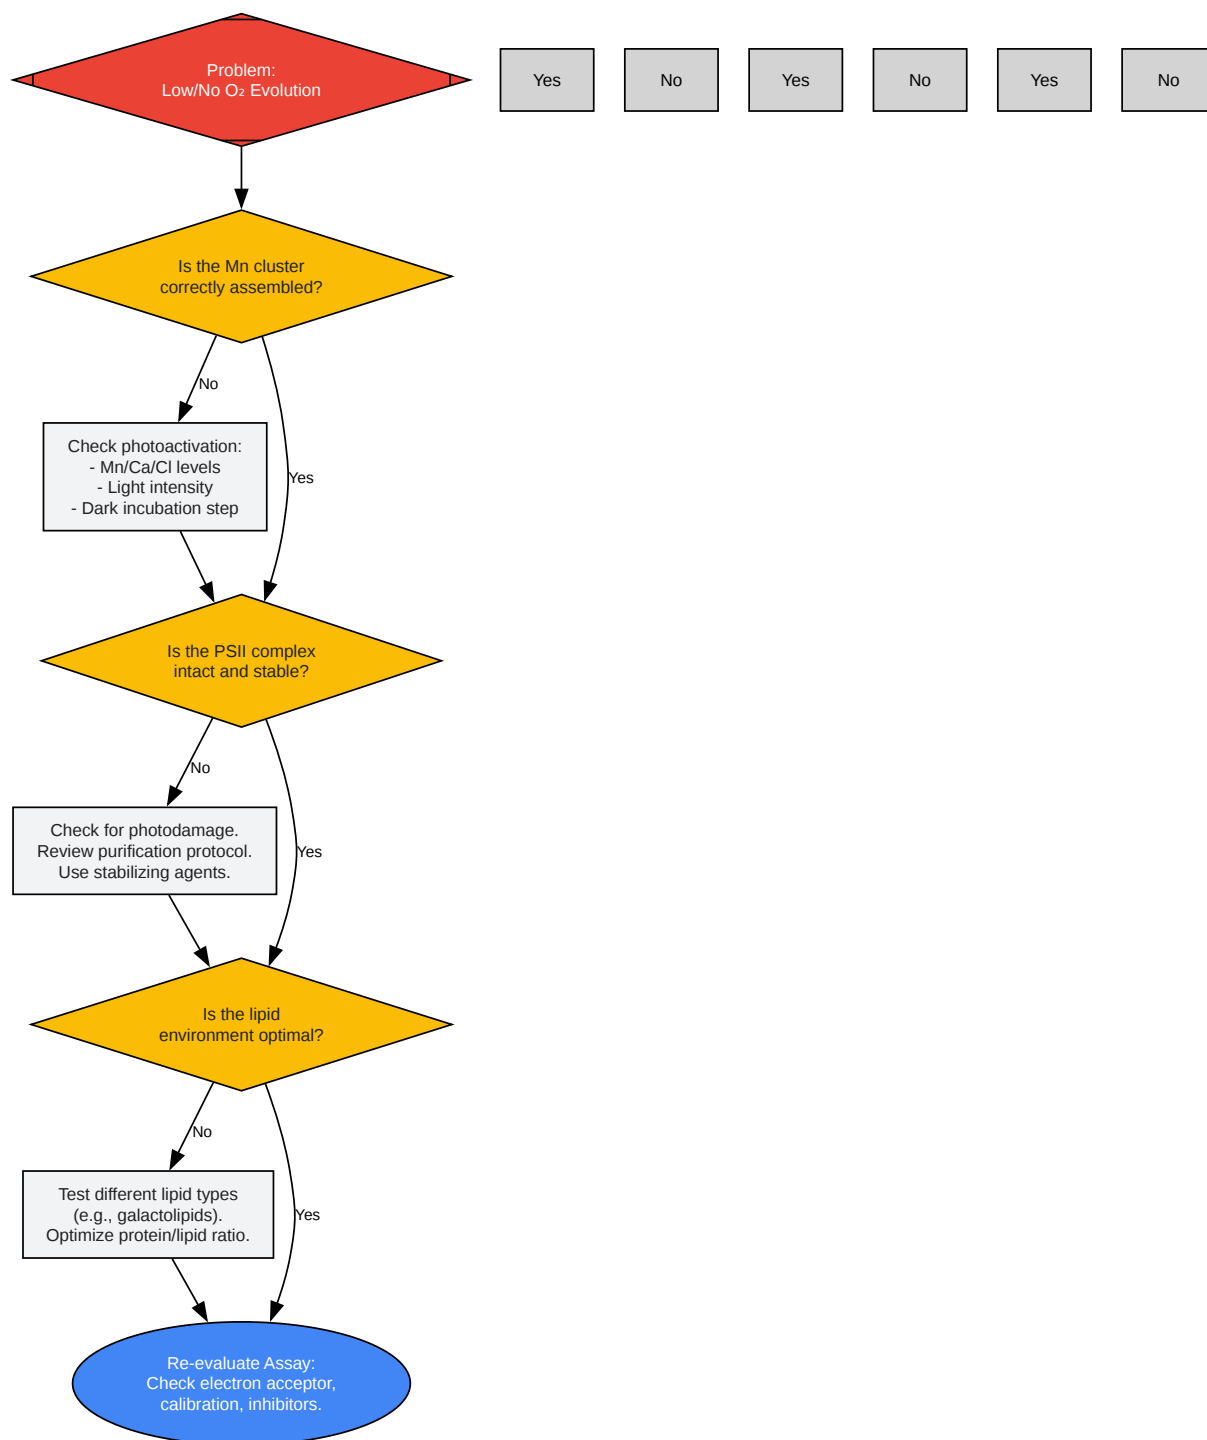 Problem:
Low/No O₂ Evolution
Yes
No
Yes
No
Yes
No
Is the Mn cluster
correctly assembled?
No
Check photoactivation:
- Mn/Ca/Cl levels
- Light intensity
- Dark incubation step
Yes
Is the PSII complex
intact and stable?
No
Check for photodamage.
Review purification protocol.
Use stabilizing agents.
Yes
Is the lipid
environment optimal?
No
Test different lipid types
(e.g., galactolipids).
Optimize protein/lipid ratio.
Yes
Re-evaluate Assay:
Check electron acceptor,
calibration, inhibitors.